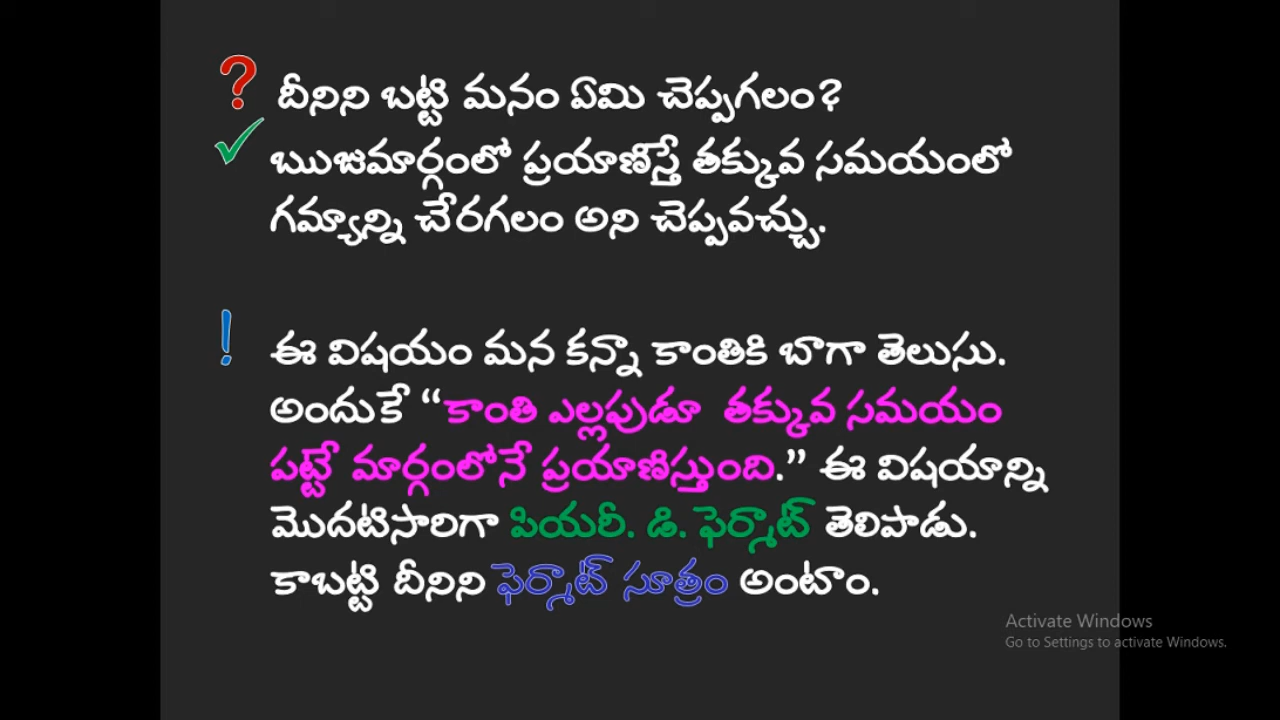 ? దీనిని బట్టి మనం ఏమి చెప్పగలం?
✓ ఋజుమార్గంలో ప్రయాణిస్తే తక్కువ సమయంలో
గమ్యాన్ని చేరగలం అని చెప్పవచ్చు.
! ఈ విషయం మన కన్నా కాంతికి బాగా తెలుసు.
అందుకే “కాంతి ఎల్లపుడూ తక్కువ సమయం
పట్టే మార్గంలోనే ప్రయాణిస్తుంది.” ఈ విషయాన్ని
మొదటిసారిగా పియరీ. డి. ఫెర్మాట్ తెలిపాడు.
కాబట్టి దీనిని ఫెర్మాట్ సూత్రం అంటాం.
Activate Windows
Go to Settings to activate Windows.